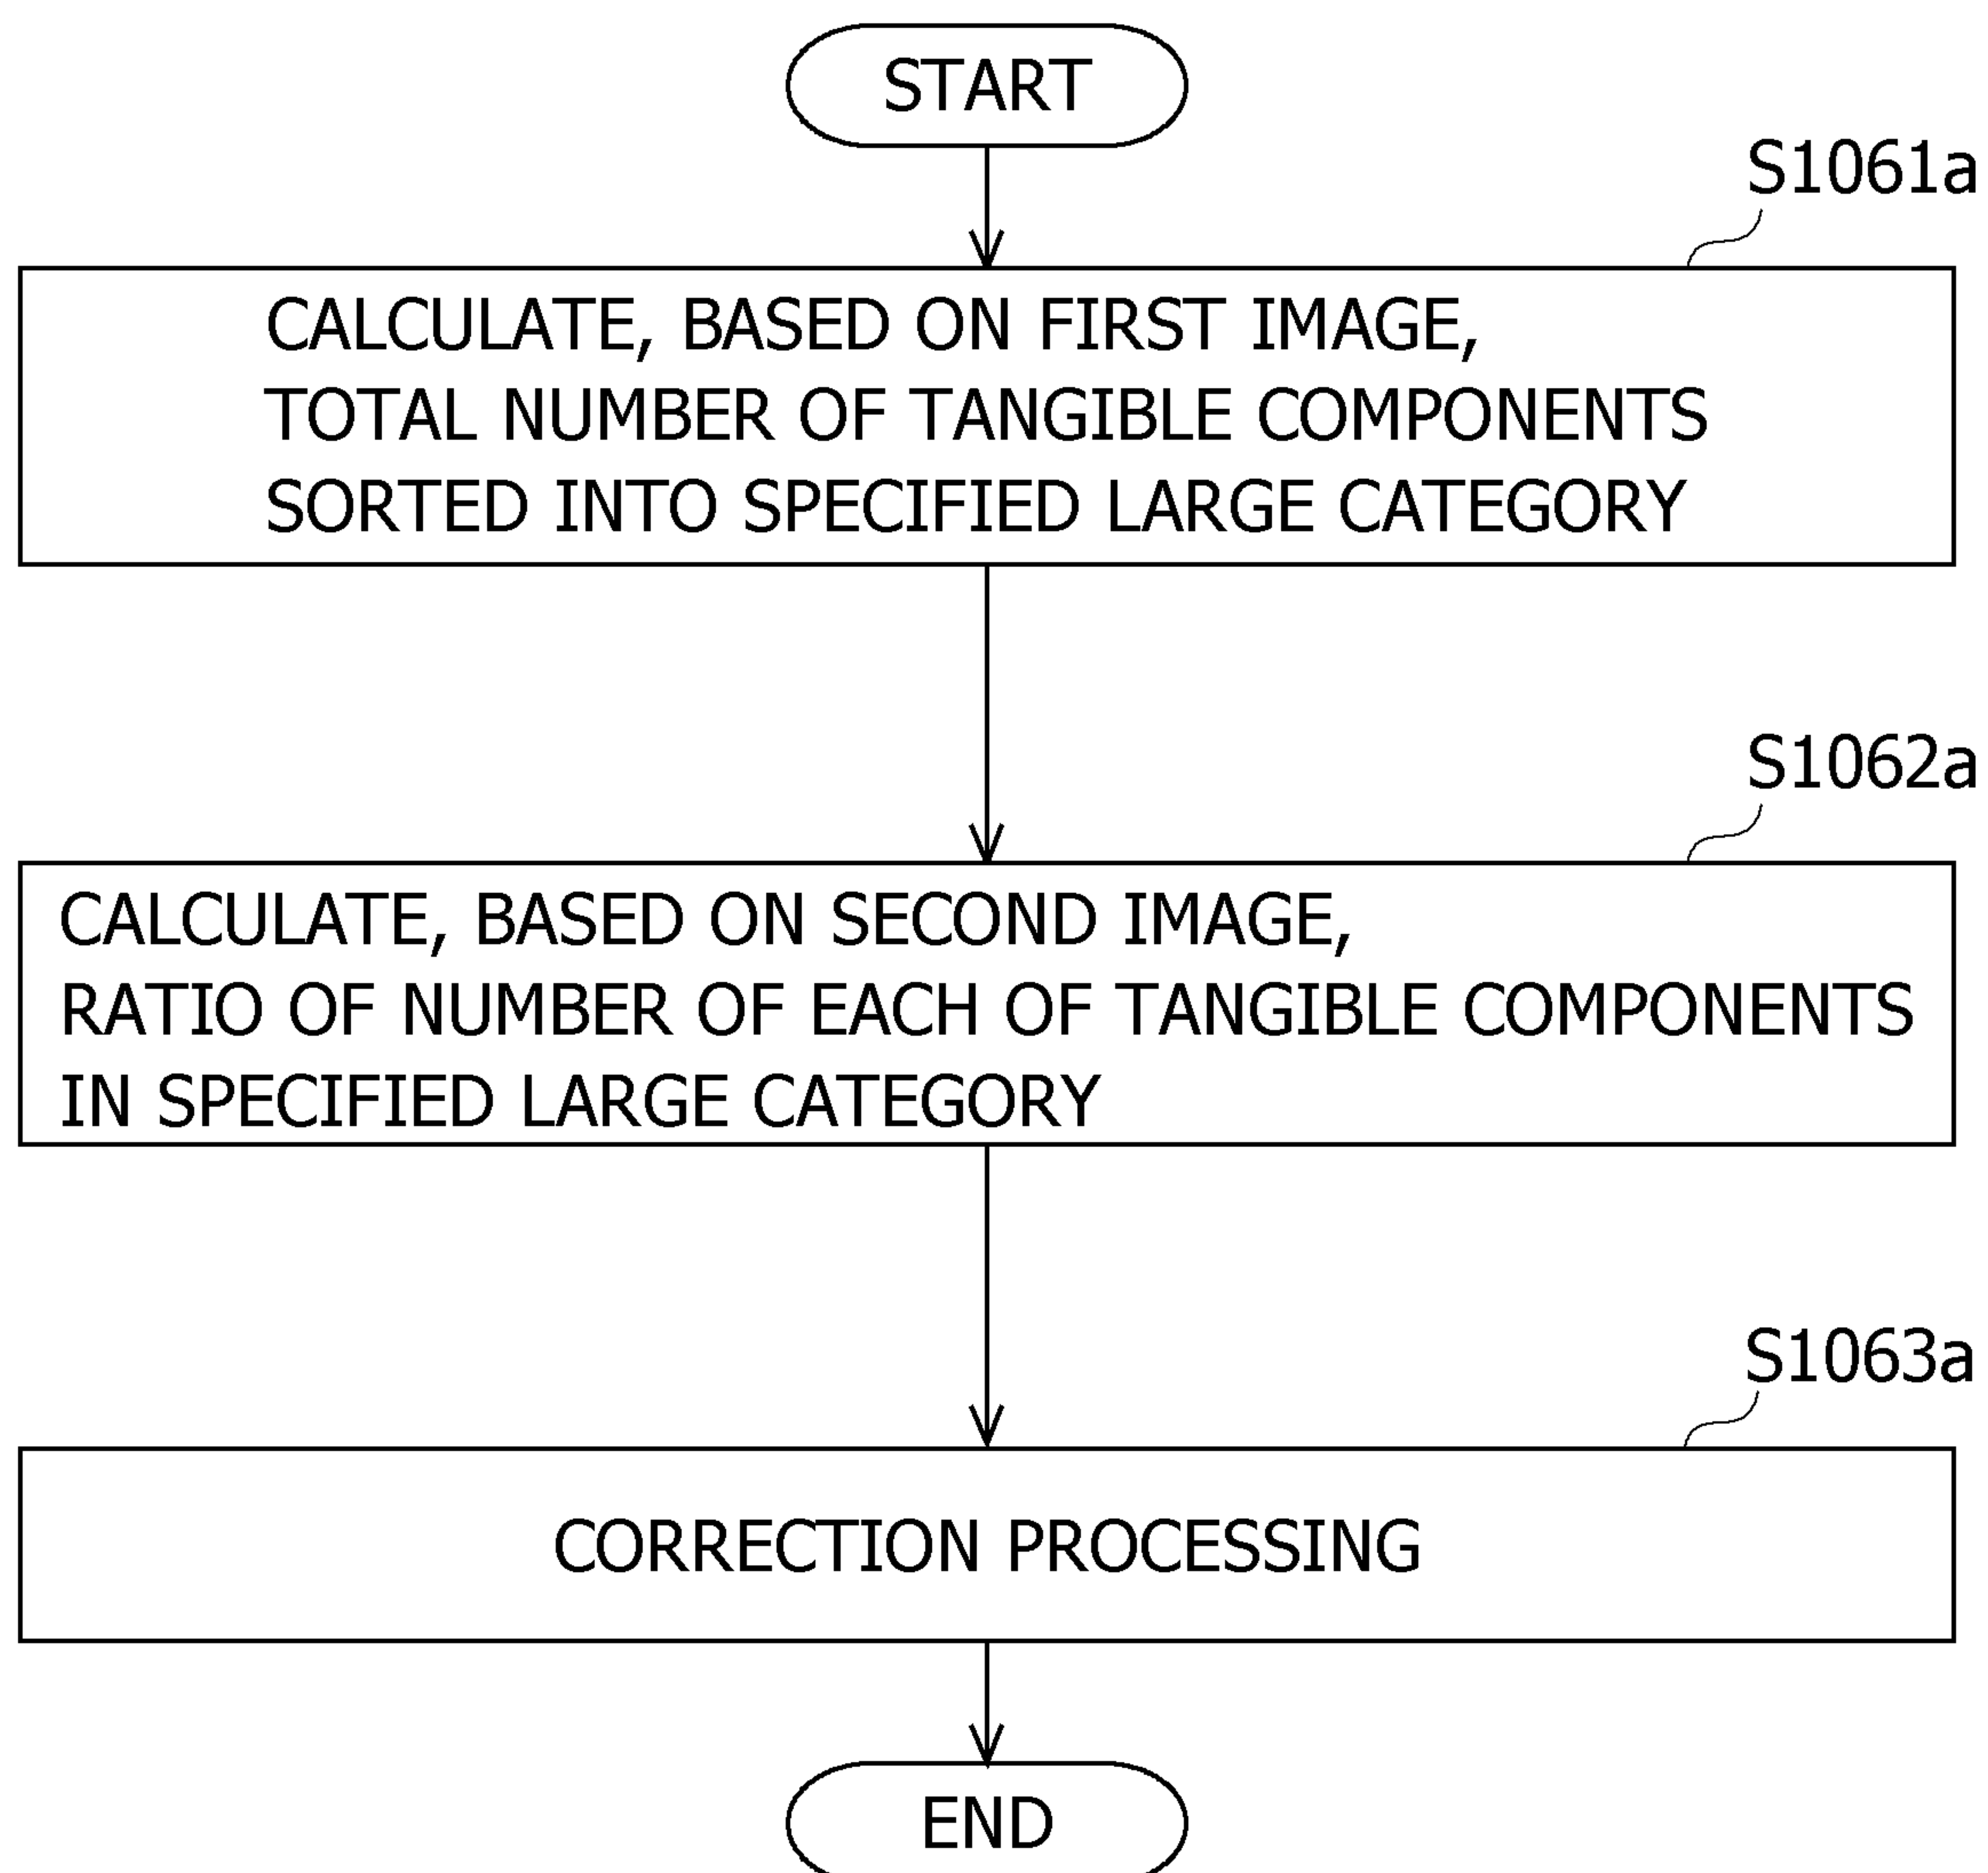 START
S1061a
CALCULATE, BASED ON FIRST IMAGE,
TOTAL NUMBER OF TANGIBLE COMPONENTS
SORTED INTO SPECIFIED LARGE CATEGORY
S1062a
CALCULATE, BASED ON SECOND IMAGE,
RATIO OF NUMBER OF EACH OF TANGIBLE COMPONENTS
IN SPECIFIED LARGE CATEGORY
S1063a
CORRECTION PROCESSING
END